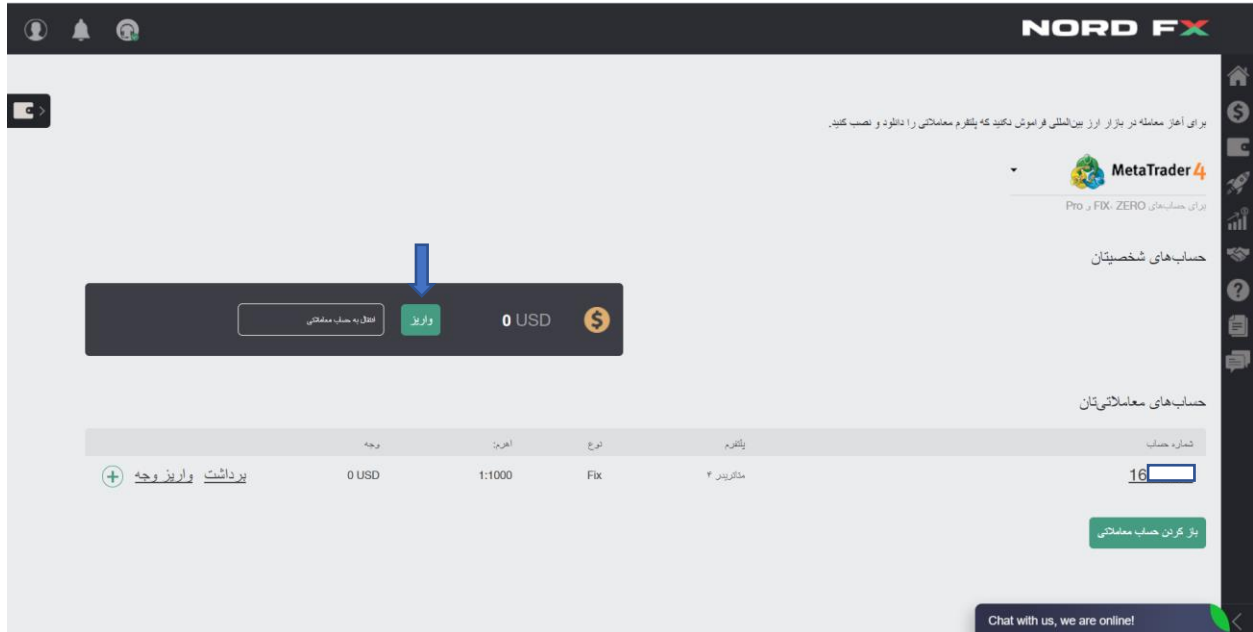 NORD FX
برای آغاز معامله در بازار ارز بین‌المللی فراموش نکنید که پلتفرم معاملاتی را دانلود و نصب کنید.
MetaTrader 4
برای حساب‌های FIX، ZERO و Pro
حساب‌های شخصیتان
0 USD
واریز
انتقال به حساب معاملاتی
حساب‌های معاملاتی‌تان
شماره حساب پلتفرم نوع اهرم: وجه
16 متاتریدر ۴ Fix 1:1000 0 USD برداشت واریز وجه
باز کردن حساب معاملاتی
Chat with us, we are online!